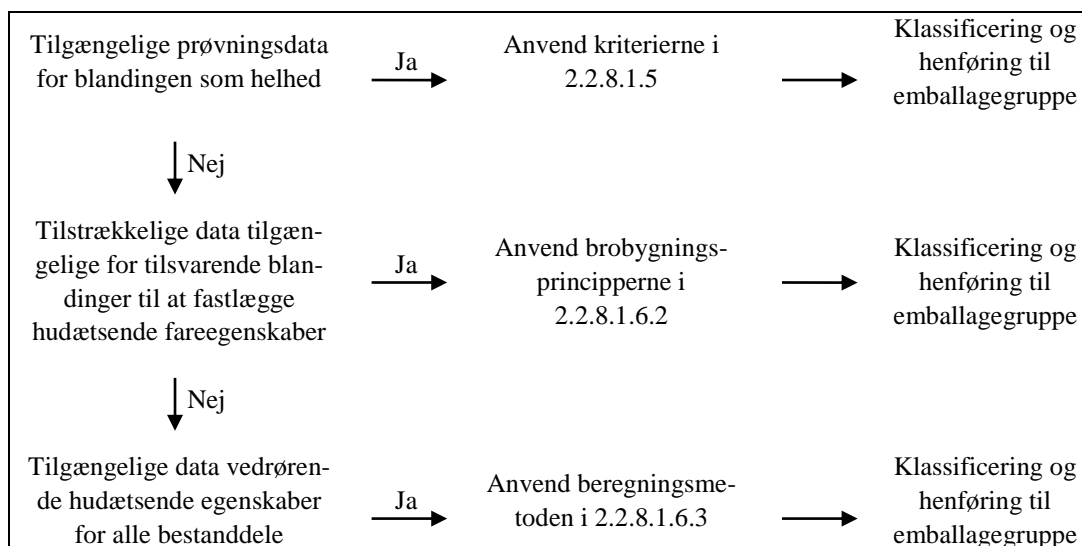 Tilgængelige prøvningsdata
for blandingen som helhed
Ja
Anvend kriterierne i
2.2.8.1.5
Klassificering og
henføring til
emballagegruppe
Nej
Tilstrækkelige data tilgæn-
gelige for tilsvarende blan-
dinger til at fastlægge
hudætsende fareegenskaber
Ja
Anvend brobygnings-
principperne i
2.2.8.1.6.2
Klassificering og
henføring til
emballagegruppe
Nej
Tilgængelige data vedrøren-
de hudætsende egenskaber
for alle bestanddele
Ja
Anvend beregningsme-
toden i 2.2.8.1.6.3
Klassificering og
henføring til
emballagegruppe